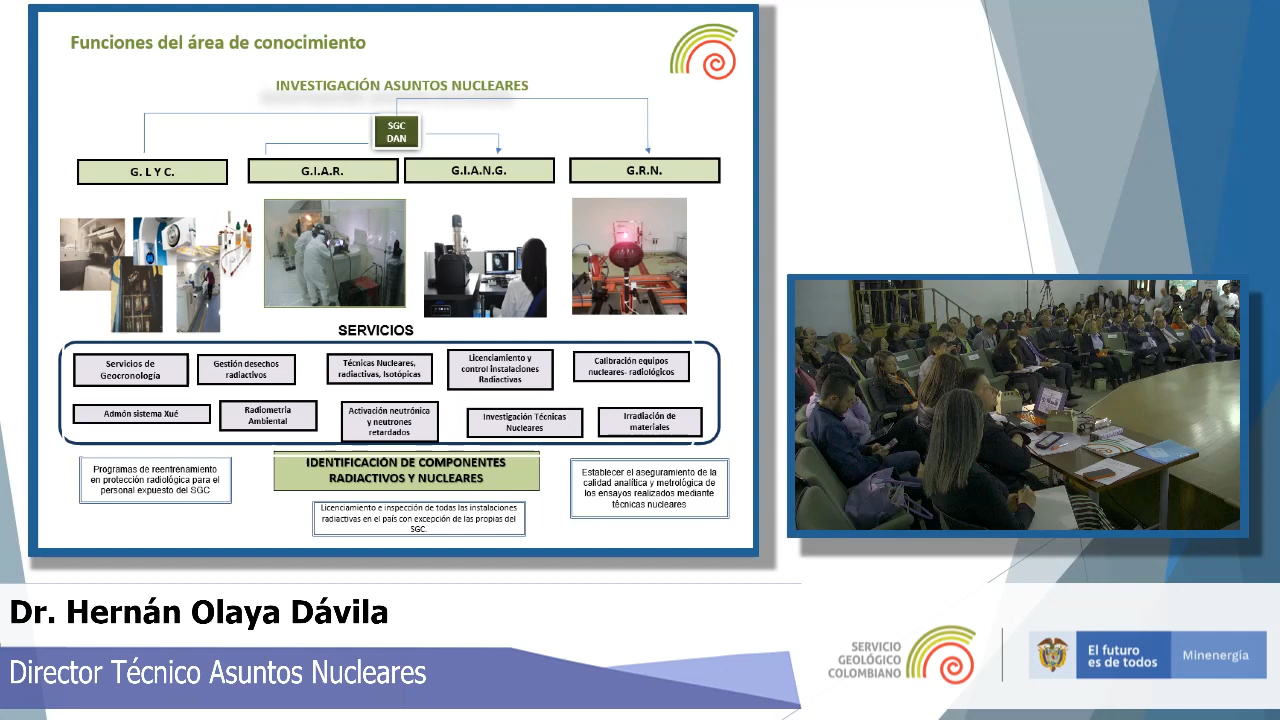 Funciones del área de conocimiento
INVESTIGACIÓN ASUNTOS NUCLEARES
SGC
DAN
G. L Y C.
G.I.A.R.
G.I.A.N.G.
G.R.N.
SERVICIOS
Servicios de
Geocronología
Gestión desechos
radiactivos
Técnicas Nucleares,
radiactivas, Isotópicas
Licenciamiento y
control instalaciones
Radiactivas
Calibración equipos
nucleares- radiológicos
Admón sistema Xué
Radiometria
Ambiental
Activación neutrónica
y neutrones
retardados
Investigación Técnicas
Nucleares
Irradiación de
materiales
Programas de reentrenamiento
en protección radiológica para el
personal expuesto del SGC
IDENTIFICACIÓN DE COMPONENTES
RADIACTIVOS Y NUCLEARES
Licenciamiento e inspección de todas las instalaciones
radiactivas en el país con excepción de las propias del
SGC.
Establecer el aseguramiento de la
calidad analítica y metrológica de
los ensayos realizados mediante
técnicas nucleares
Dr. Hernán Olaya Dávila
Director Técnico Asuntos Nucleares
SERVICIO
GEOLÓGICO
COLOMBIANO
El futuro
es de todos
Minenergía